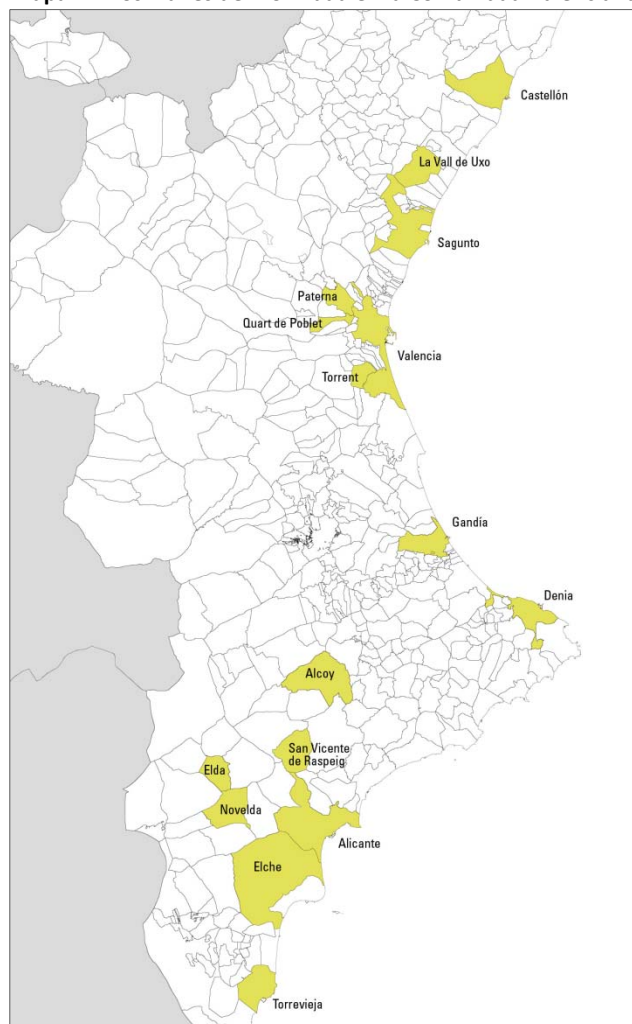 Castellón
La Vall de Uxo
Sagunto
Paterna
Quart de Poblet
Valencia
Torrent
Gandía
Denia
Alcoy
San Vicente
de Raspeig
Elda
Novelda
Alicante
Elche
Torrevieja